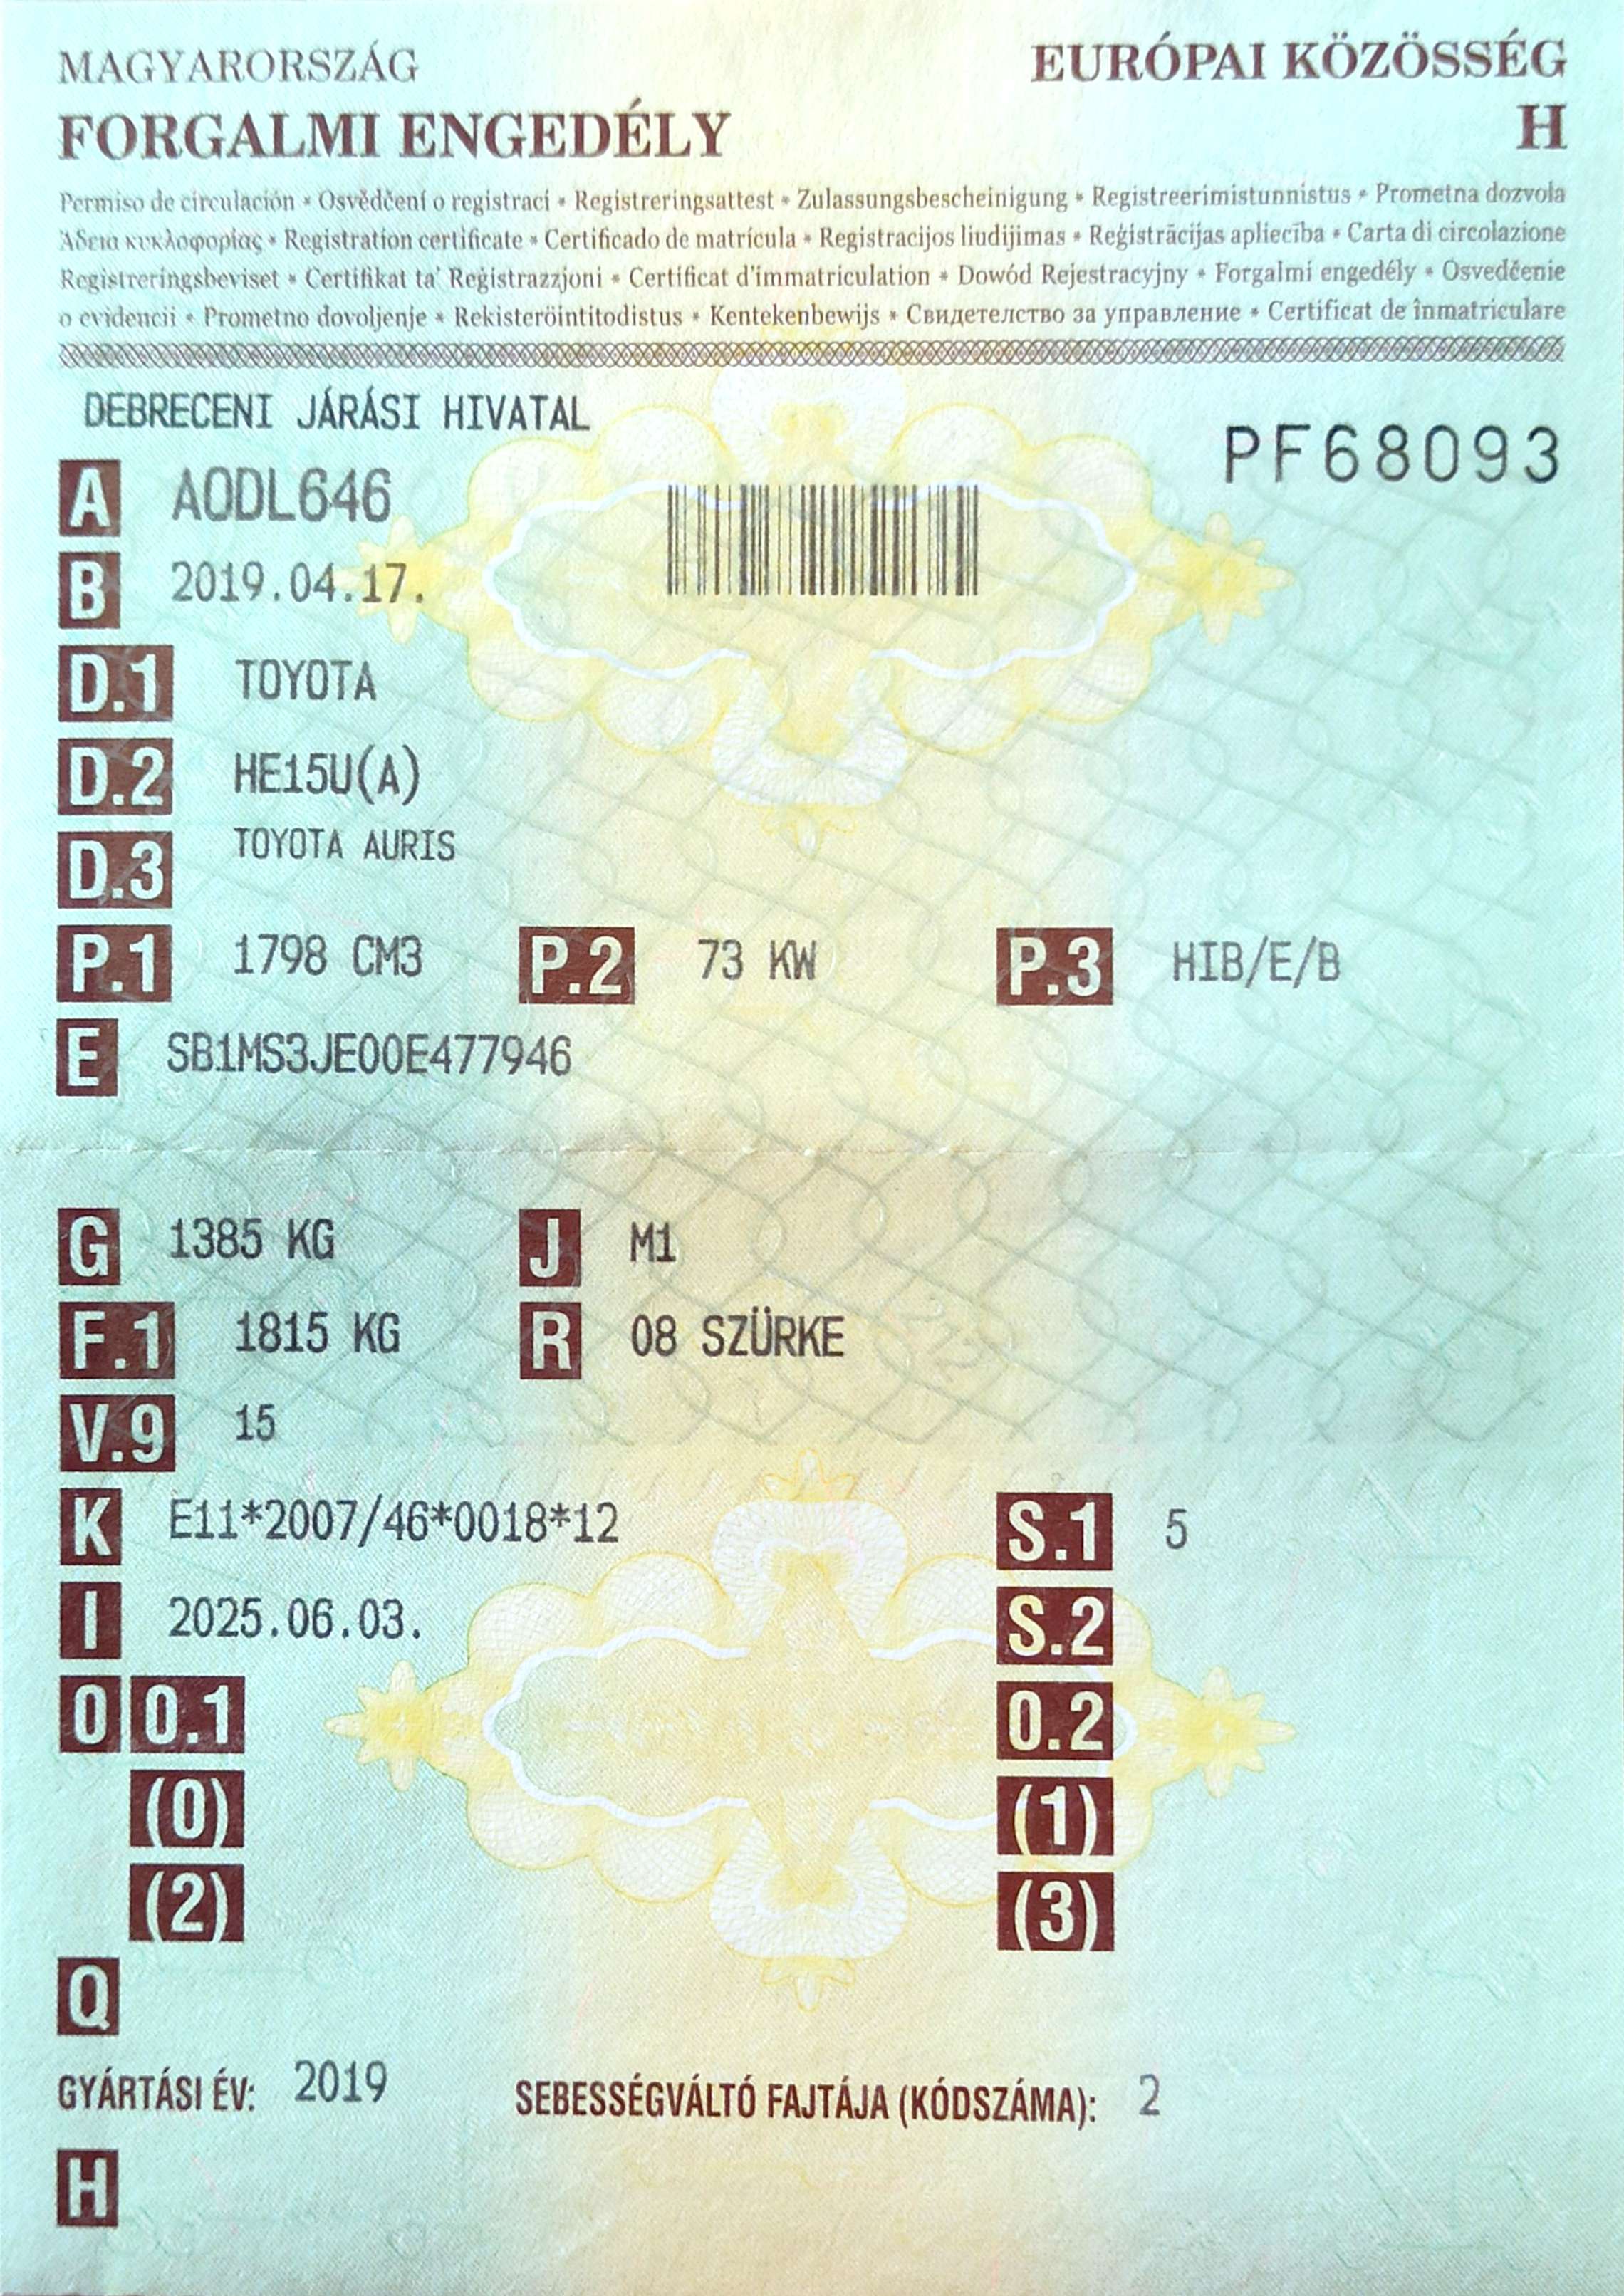 MAGYARORSZÁG EURÓPAI KÖZÖSSÉG
FORGALMI ENGEDÉLY H
Permiso de circulación * Osvědčení o registraci * Registreringsattest * Zulassungsbescheinigung * Registreerimistunnistus * Prometna dozvola
Άδεια κυκλοφορίας * Registration certificate * Certificado de matrícula * Registracijos liudijimas * Reģistrācijas apliecība * Carta di circolazione
Registreringsbeviset * Certifikat ta' Reġistrazzjoni * Certificat d'immatriculation * Dowód Rejestracyjny * Forgalmi engedély * Osvedčenie
o evidencii * Prometno dovoljenje * Rekisteröintitodistus * Kentekenbewijs * Свидетелство за управление * Certificat de înmatriculare
DEBRECENI JÁRÁSI HIVATAL
PF68093
A AODL646
B 2019.04.17.
D.1 TOYOTA
D.2 HE15U(A)
D.3 TOYOTA AURIS
P.1 1798 CM3 P.2 73 KW P.3 HIB/E/B
E SB1MS3JE00E477946
G 1385 KG J M1
F.1 1815 KG R 08 SZÜRKE
V.9 15
K E11*2007/46*0018*12 S.1 5
I 2025.06.03. S.2
O O.1 O.2
(0) (1)
(2) (3)
Q
GYÁRTÁSI ÉV: 2019 SEBESSÉGVÁLTÓ FAJTÁJA (KÓDSZÁMA): 2
H